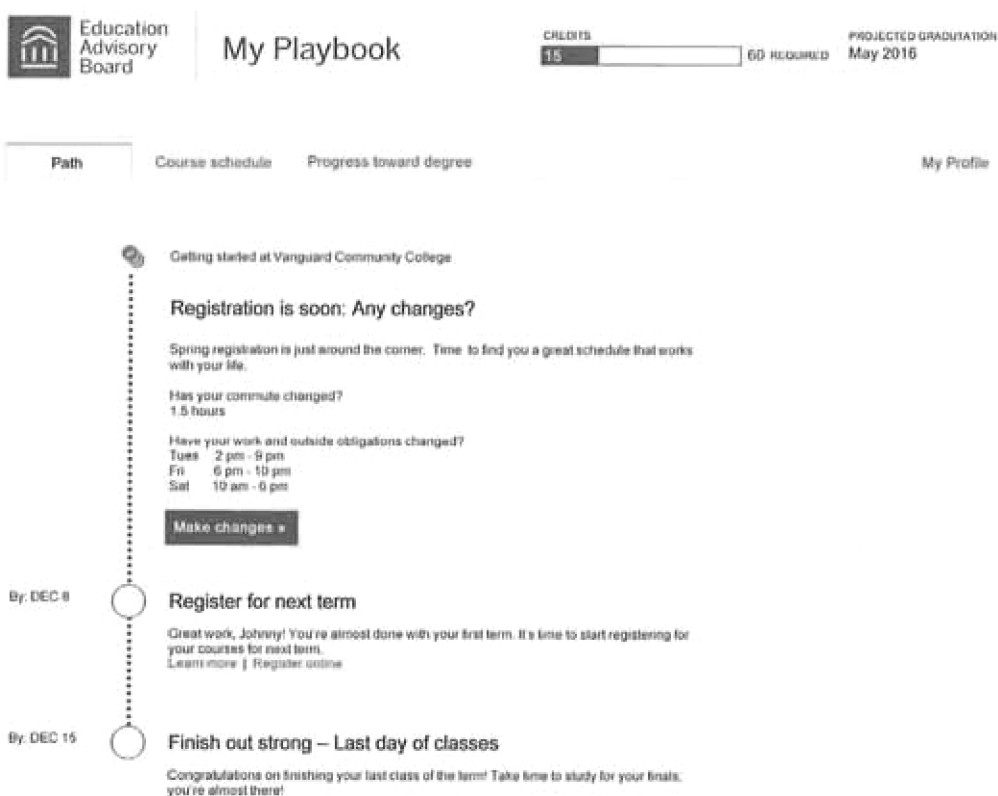 Education
Advisory
Board
My Playbook
CREDITS
15
60 REQUIRED
PROJECTED GRADUTATION
May 2016
Path
Course schedule
Progress toward degree
My Profile
Getting started at Vanguard Community College
Registration is soon: Any changes?
Spring registration is just around the corner. Time to find you a great schedule that works
with your life.
Has your commute changed?
1.5 hours
Have your work and outside obligations changed?
Tues 2 pm - 9 pm
Fri 6 pm - 10 pm
Sat 10 am - 6 pm
Make changes »
By: DEC 8
Register for next term
Great work, Johnny! You're almost done with your first term. It's time to start registering for
your courses for next term.
Learn more | Register online
By: DEC 15
Finish out strong – Last day of classes
Congratulations on finishing your last class of the term! Take time to study for your finals;
you're almost there!